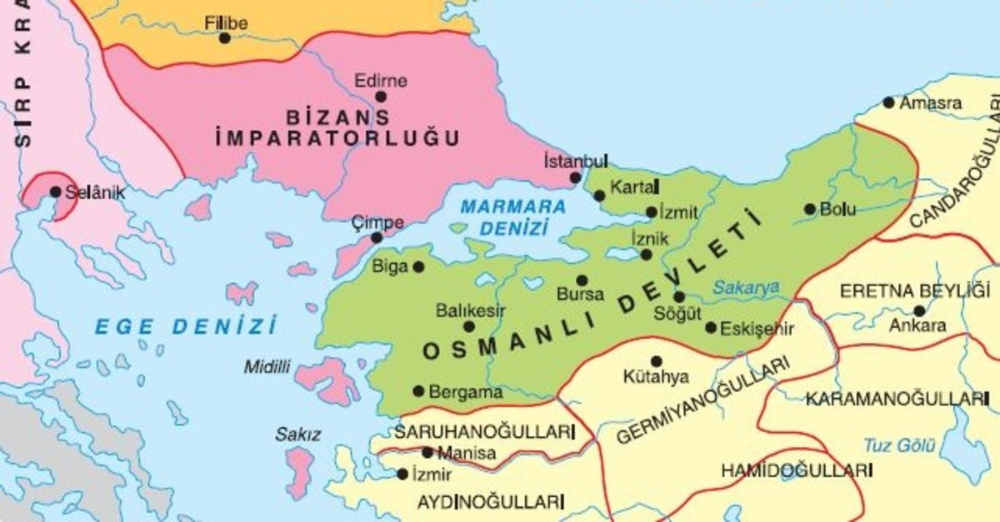 SIRP KRA
Filibe
Edirne
BİZANS
İMPARATORLUĞU
Amasra
İstanbul
Selânik
Kartal
MARMARA
DENİZİ
İzmit
Bolu
CANDAROĞULLARI
Çimpe
İznik
Biga
Bursa
Sakarya
ERETNA BEYLİĞİ
Ankara
Balıkesir
Söğüt
Eskişehir
EGE DENİZİ
OSMANLI DEVLETİ
Midilli
Kütahya
Bergama
GERMİYANOĞULLARI
KARAMANOĞULLARI
Sakız
SARUHANOĞULLARI
Manisa
Tuz Gölü
İzmir
HAMİDOĞULLARI
AYDINOĞULLARI